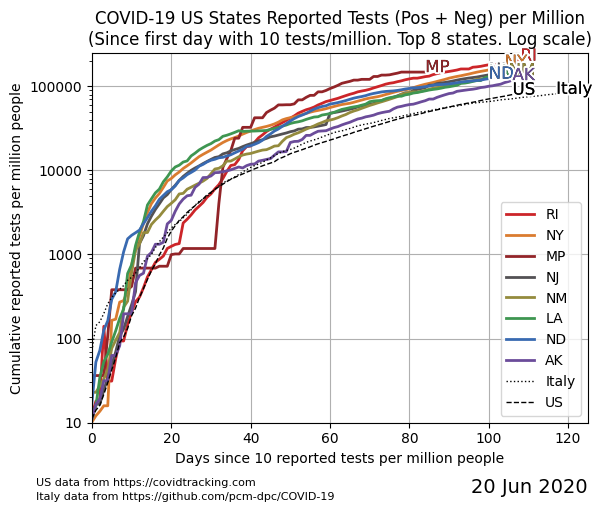 COVID-19 US States Reported Tests (Pos + Neg) per Million
(Since first day with 10 tests/million. Top 8 states. Log scale)
Cumulative reported tests per million people
100000
10000
1000
100
10
MP
RI
NY
NM
ND
AK
US
Italy
RI
NY
MP
NJ
NM
LA
ND
AK
Italy
US
0 20 40 60 80 100 120
Days since 10 reported tests per million people
US data from https://covidtracking.com
Italy data from https://github.com/pcm-dpc/COVID-19
20 Jun 2020